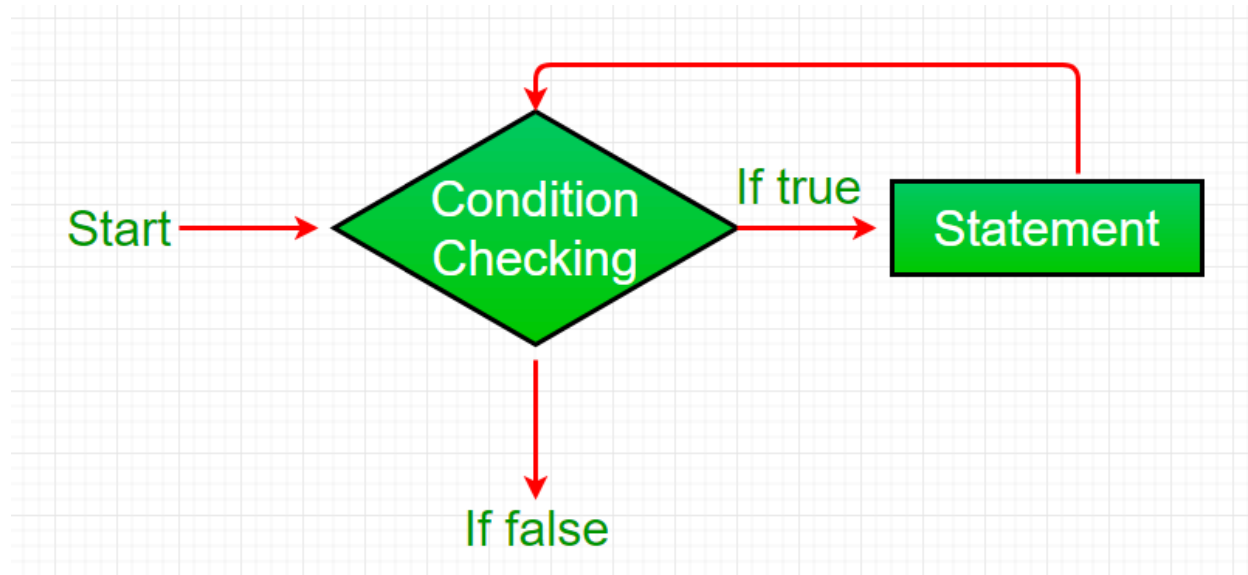 Start
Condition
Checking
If true
Statement
If false